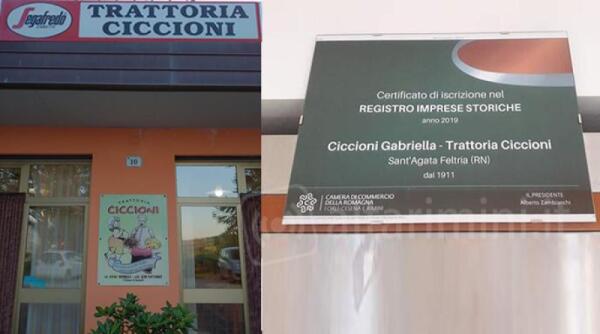 Segafredo
TRATTORIA
CICCIONI
10
TRATTORIA
CICCIONI
Certificato di iscrizione nel
REGISTRO IMPRESE STORICHE
anno 2019
Ciccioni Gabriella - Trattoria Ciccioni
Sant'Agata Feltria (RN)
dal 1911
CAMERA DI COMMERCIO
DELLA ROMAGNA
FORLÌ-CESENA E RIMINI
IL PRESIDENTE
Alberto Zambianchi